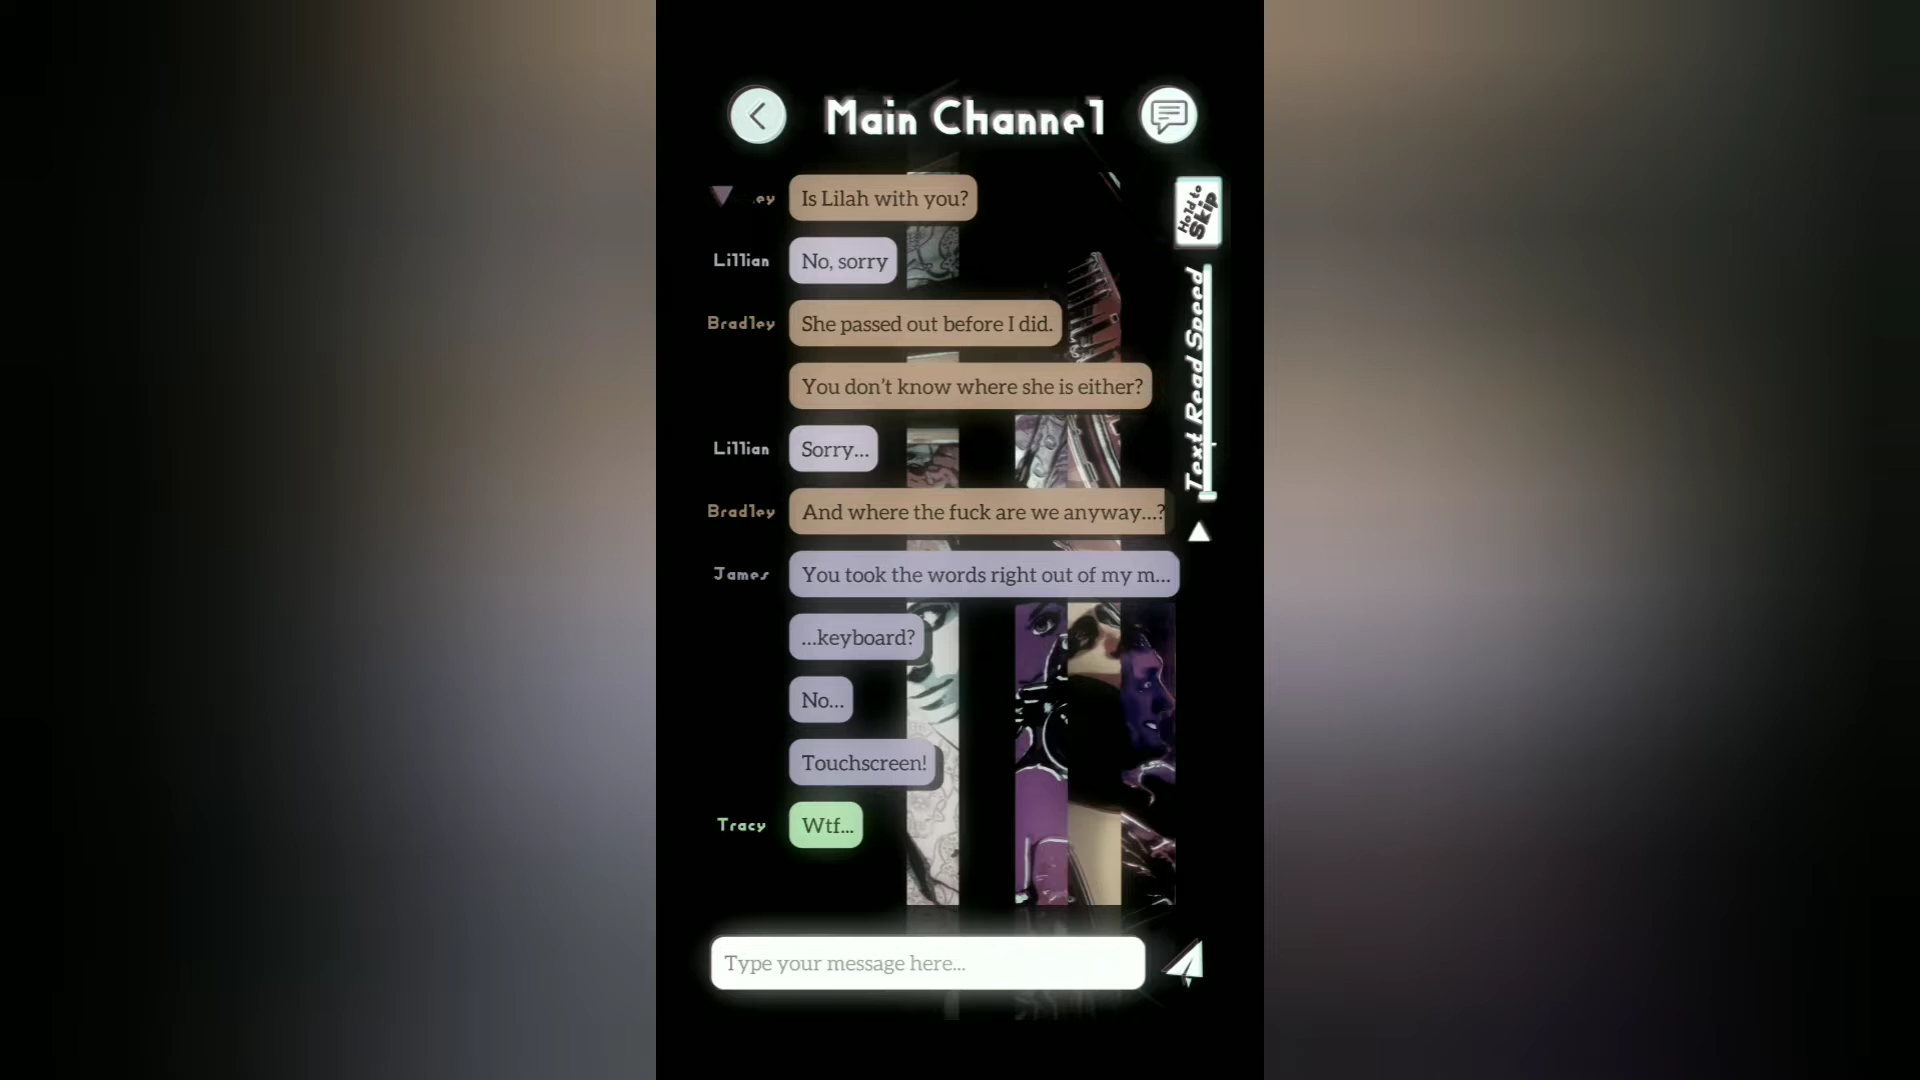 Main Channel
Is Lilah with you?
Hold to
Skip
Lillian
No, sorry
Text Read Speed
Bradley
She passed out before I did.
You don't know where she is either?
Lillian
Sorry...
Bradley
And where the fuck are we anyway...?
James
You took the words right out of my m...
...keyboard?
No...
Touchscreen!
Tracy
Wtf...
Type your message here...